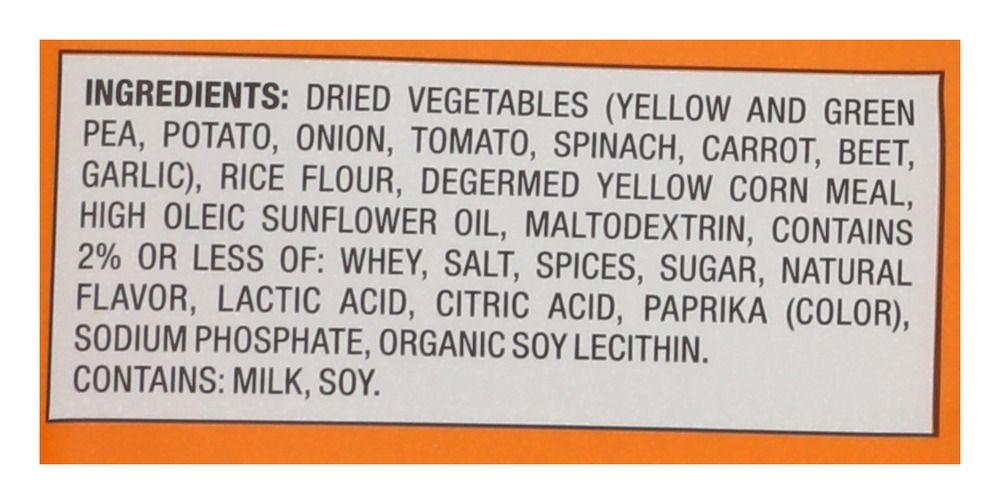 INGREDIENTS: DRIED VEGETABLES (YELLOW AND GREEN
PEA, POTATO, ONION, TOMATO, SPINACH, CARROT, BEET,
GARLIC), RICE FLOUR, DEGERMED YELLOW CORN MEAL,
HIGH OLEIC SUNFLOWER OIL, MALTODEXTRIN, CONTAINS
2% OR LESS OF: WHEY, SALT, SPICES, SUGAR, NATURAL
FLAVOR, LACTIC ACID, CITRIC ACID, PAPRIKA (COLOR),
SODIUM PHOSPHATE, ORGANIC SOY LECITHIN.
CONTAINS: MILK, SOY.